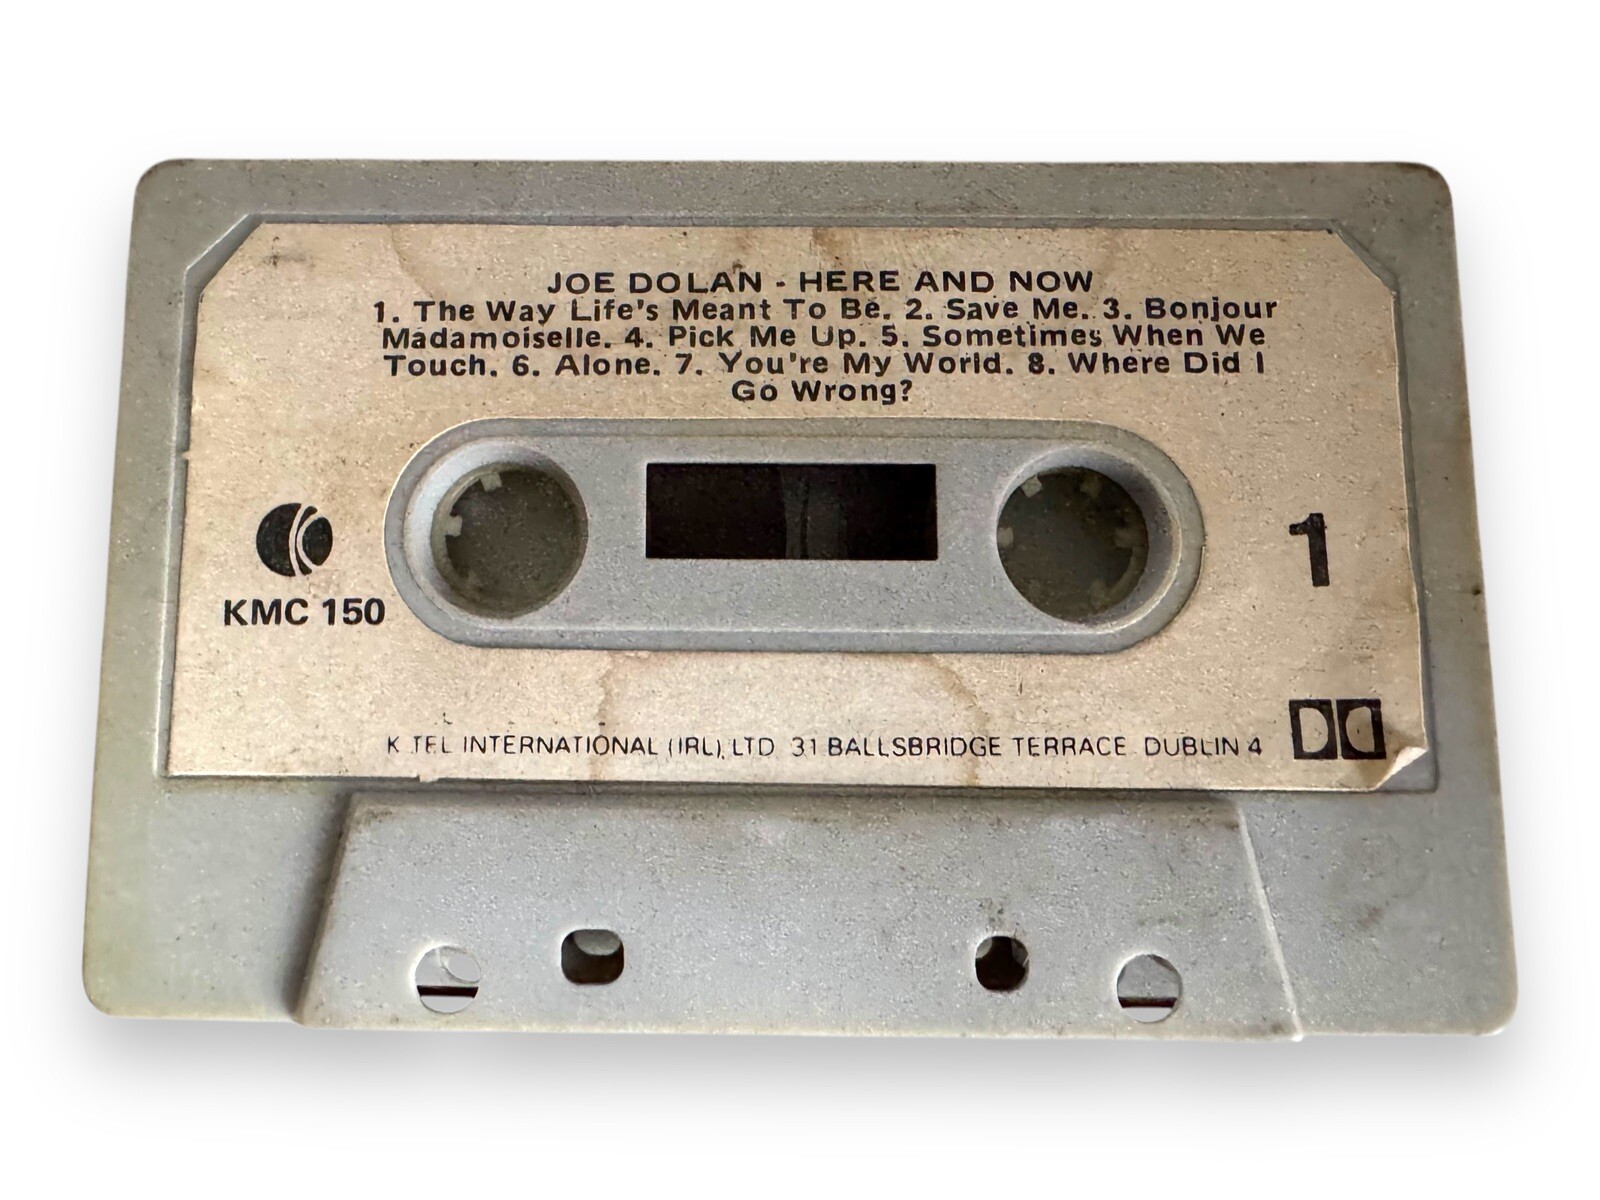 JOE DOLAN - HERE AND NOW
1. The Way Life's Meant To Be. 2. Save Me. 3. Bonjour
Madamoiselle. 4. Pick Me Up. 5. Sometimes When We
Touch. 6. Alone. 7. You're My World. 8. Where Did I
Go Wrong?
KMC 150
1
K TEL INTERNATIONAL (IRL), LTD 31 BALLSBRIDGE TERRACE DUBLIN 4